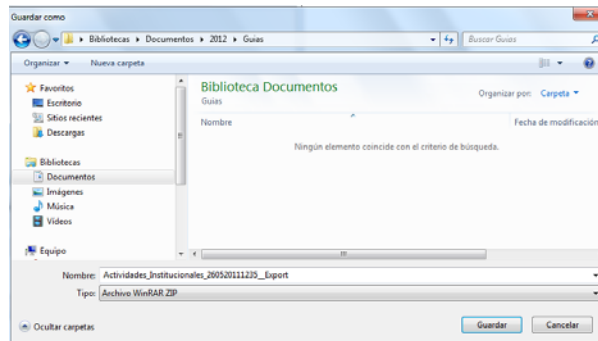 Guardar como
Bibliotecas ▸ Documentos ▸ 2012 ▸ Guias
Buscar Guias
Organizar
Nueva carpeta
Favoritos
Escritorio
Sitios recientes
Descargas
Bibliotecas
Documentos
Imágenes
Música
Vídeos
Equipo
Biblioteca Documentos
Guias
Organizar por: Carpeta
Nombre
Fecha de modificación
Ningún elemento coincide con el criterio de búsqueda.
Nombre: Actividades_Institucionales_260520111235__Export
Tipo: Archivo WinRAR ZIP
Ocultar carpetas
Guardar
Cancelar